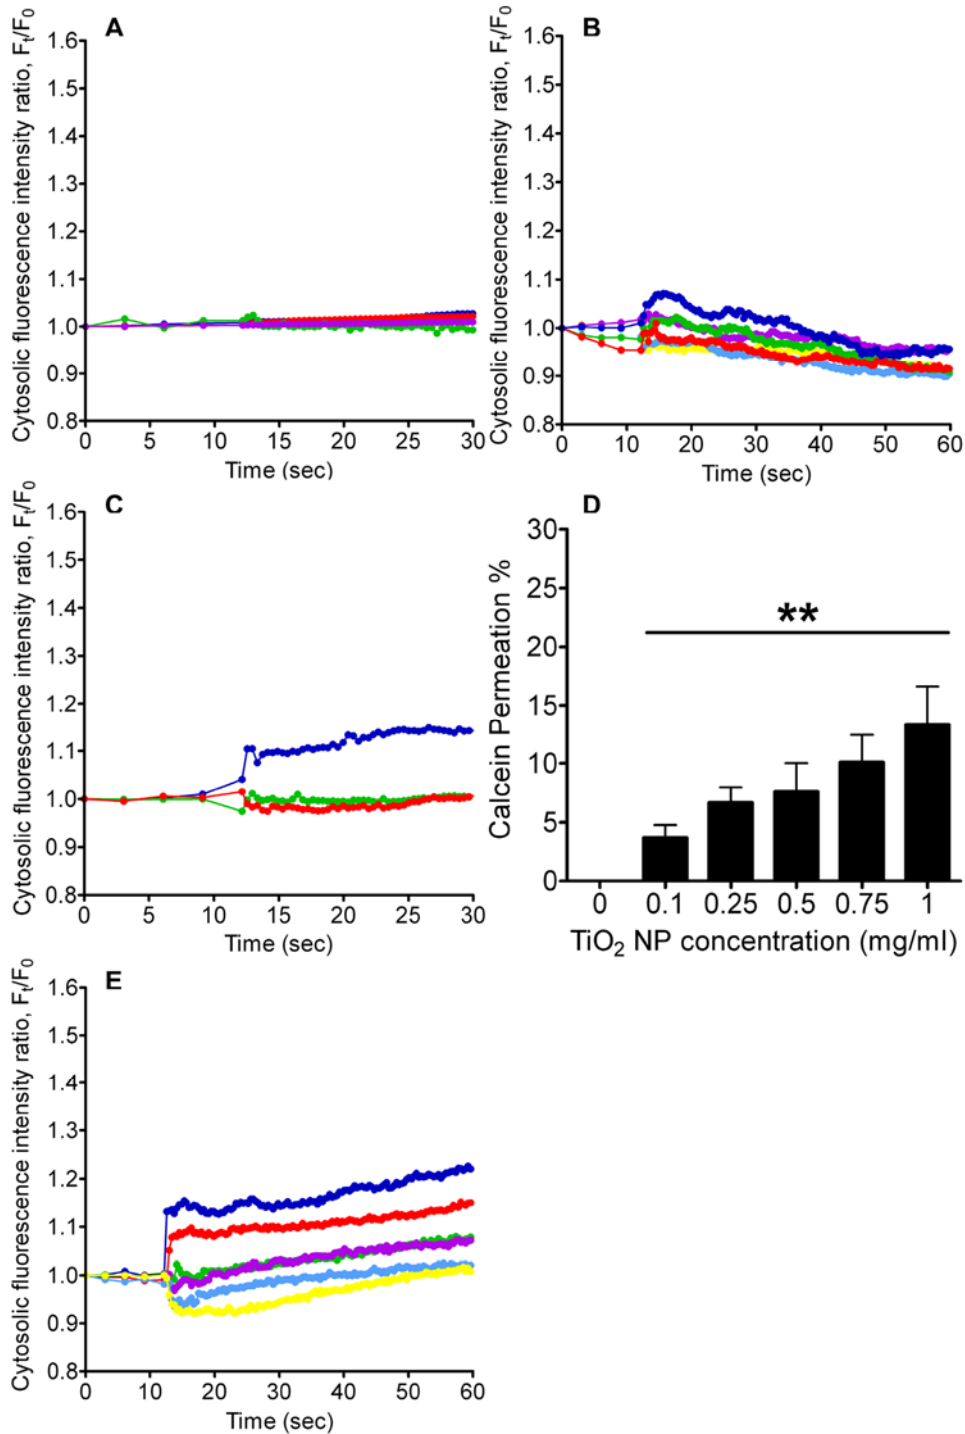 A
Cytosolic fluorescence intensity ratio, Ft/F0
1.6
1.5
1.4
1.3
1.2
1.1
1.0
0.9
0.8
0 5 10 15 20 25 30
Time (sec)
B
Cytosolic fluorescence intensity ratio, Ft/F0
1.6
1.5
1.4
1.3
1.2
1.1
1.0
0.9
0.8
0 10 20 30 40 50 60
Time (sec)
C
Cytosolic fluorescence intensity ratio, Ft/F0
1.6
1.5
1.4
1.3
1.2
1.1
1.0
0.9
0.8
0 5 10 15 20 25 30
Time (sec)
D
Calcein Permeation %
30
25
20
15
10
5
0
**
0 0.1 0.25 0.5 0.75 1
TiO2 NP concentration (mg/ml)
E
Cytosolic fluorescence intensity ratio, Ft/F0
1.6
1.5
1.4
1.3
1.2
1.1
1.0
0.9
0.8
0 10 20 30 40 50 60
Time (sec)